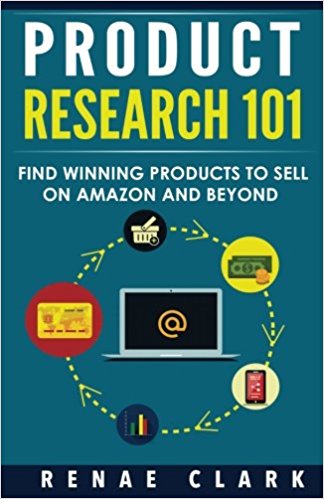 PRODUCT
RESEARCH 101
FIND WINNING PRODUCTS TO SELL
ON AMAZON AND BEYOND
@
RENAE CLARK